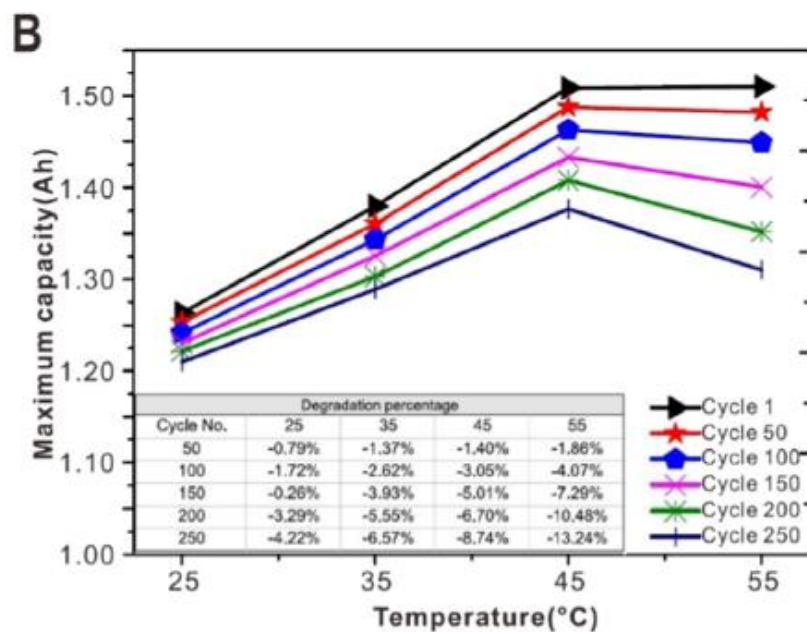 B
Maximum capacity(Ah)
1.50
1.40
1.30
1.20
1.10
1.00
Degradation percentage
Cycle No. 25 35 45 55
50 -0.79% -1.37% -1.40% -1.86%
100 -1.72% -2.62% -3.05% -4.07%
150 -0.26% -3.93% -5.01% -7.29%
200 -3.29% -5.55% -6.70% -10.48%
250 -4.22% -6.57% -8.74% -13.24%
Cycle 1
Cycle 50
Cycle 100
Cycle 150
Cycle 200
Cycle 250
25 35 45 55
Temperature(°C)